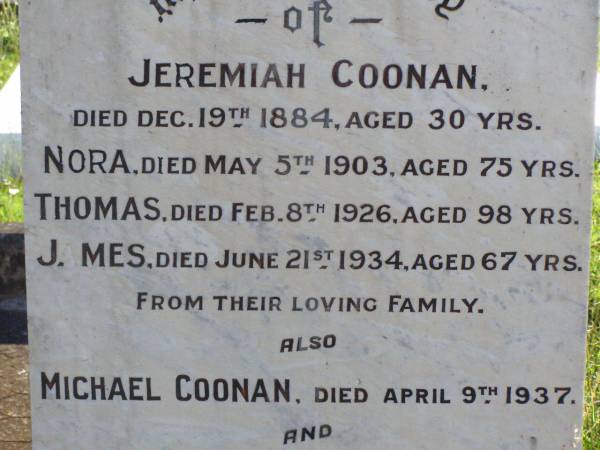 – of –
JEREMIAH COONAN,
DIED DEC. 19TH 1884, AGED 30 YRS.
NORA, DIED MAY 5TH 1903, AGED 75 YRS.
THOMAS, DIED FEB. 8TH 1926, AGED 98 YRS.
J. MES, DIED JUNE 21ST 1934, AGED 67 YRS.
FROM THEIR LOVING FAMILY.
ALSO
MICHAEL COONAN, DIED APRIL 9TH 1937.
AND